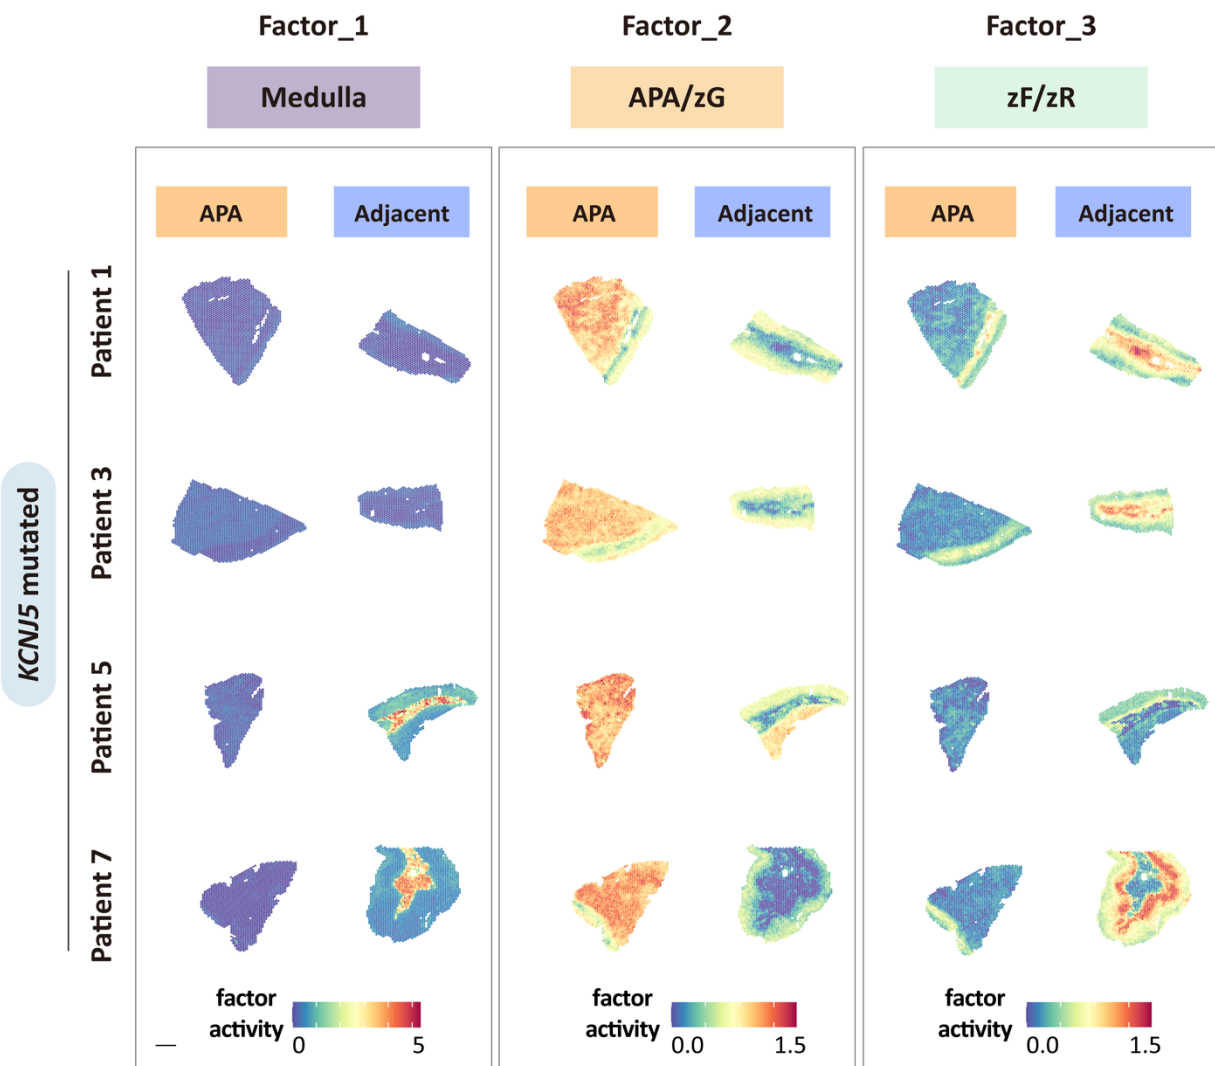 Factor_1
Factor_2
Factor_3
Medulla
APA/zG
zF/zR
APA
Adjacent
APA
Adjacent
APA
Adjacent
KCNJ5 mutated
Patient 1
Patient 3
Patient 5
Patient 7
factor
activity
0
5
factor
activity
0.0
1.5
factor
activity
0.0
1.5